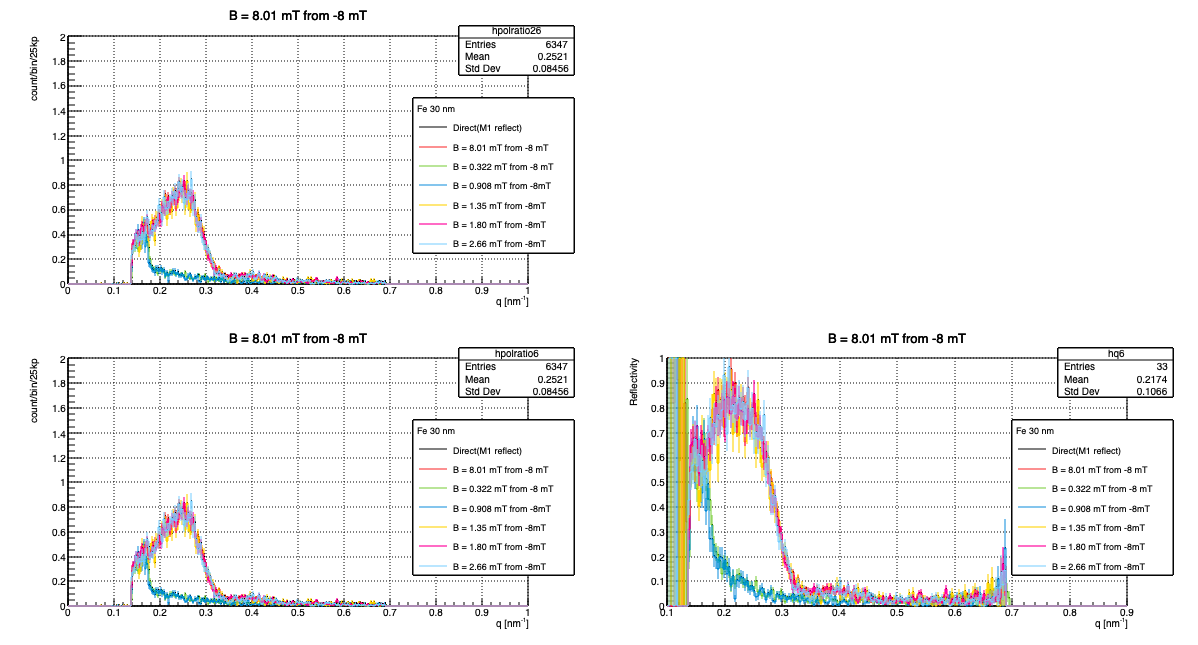 B = 8.01 mT from -8 mT
hpolratio26
Entries 6347
Mean 0.2521
Std Dev 0.08456
count/bin/25kp
2
1.8
1.6
1.4
1.2
1
0.8
0.6
0.4
0.2
0
Fe 30 nm
Direct(M1 reflect)
B = 8.01 mT from -8 mT
B = 0.322 mT from -8 mT
B = 0.908 mT from -8mT
B = 1.35 mT from -8mT
B = 1.80 mT from -8mT
B = 2.66 mT from -8mT
0 0.1 0.2 0.3 0.4 0.5 0.6 0.7 0.8 0.9 1
q [nm⁻¹]
B = 8.01 mT from -8 mT
hpolratio6
Entries 6347
Mean 0.2521
Std Dev 0.08456
count/bin/25kp
2
1.8
1.6
1.4
1.2
1
0.8
0.6
0.4
0.2
0
Fe 30 nm
Direct(M1 reflect)
B = 8.01 mT from -8 mT
B = 0.322 mT from -8 mT
B = 0.908 mT from -8mT
B = 1.35 mT from -8mT
B = 1.80 mT from -8mT
B = 2.66 mT from -8mT
0 0.1 0.2 0.3 0.4 0.5 0.6 0.7 0.8 0.9 1
q [nm⁻¹]
B = 8.01 mT from -8 mT
hq6
Entries 33
Mean 0.2174
Std Dev 0.1066
Reflectivity
1
0.9
0.8
0.7
0.6
0.5
0.4
0.3
0.2
0.1
0
Fe 30 nm
Direct(M1 reflect)
B = 8.01 mT from -8 mT
B = 0.322 mT from -8 mT
B = 0.908 mT from -8mT
B = 1.35 mT from -8mT
B = 1.80 mT from -8mT
B = 2.66 mT from -8mT
0.1 0.2 0.3 0.4 0.5 0.6 0.7 0.8 0.9
q [nm⁻¹]